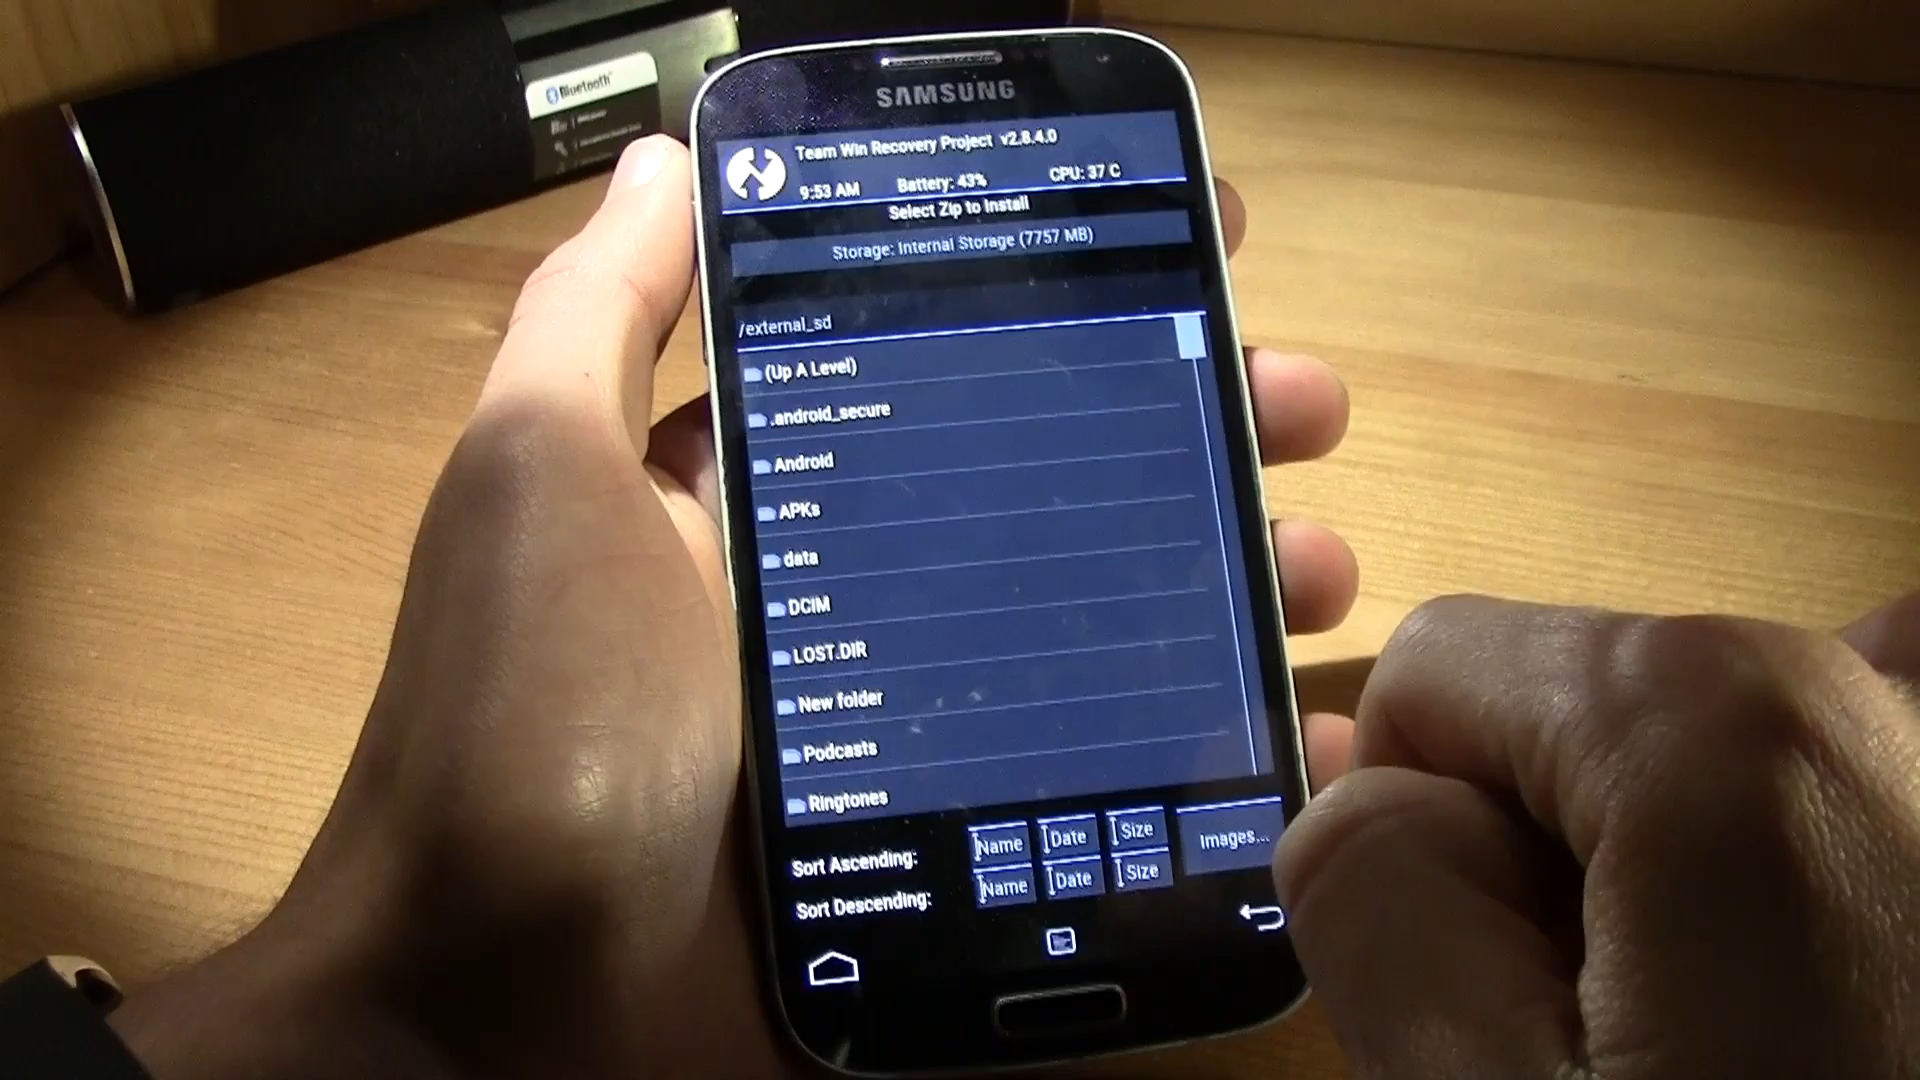 Bluetooth
SAMSUNG
Team Win Recovery Project v2.8.4.0
9:53 AM Battery: 43% CPU: 37 C
Select Zip to Install
Storage: Internal Storage (7757 MB)
/external_sd
(Up A Level)
.android_secure
Android
APKs
data
DCIM
LOST.DIR
New folder
Podcasts
Ringtones
Sort Ascending: Name Date Size Images...
Sort Descending: Name Date Size